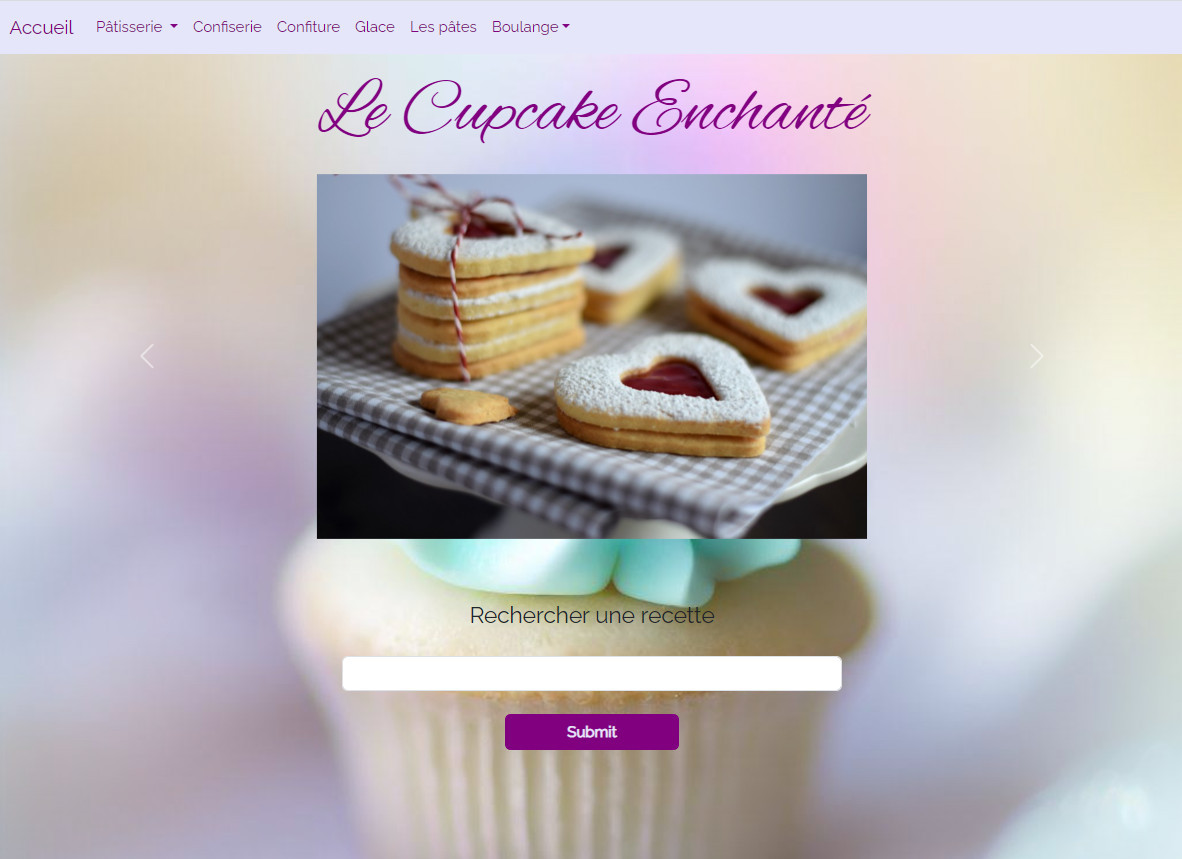 Accueil Pâtisserie Confiserie Confiture Glace Les pâtes Boulange
Le Cupcake Enchanté
Rechercher une recette
Submit